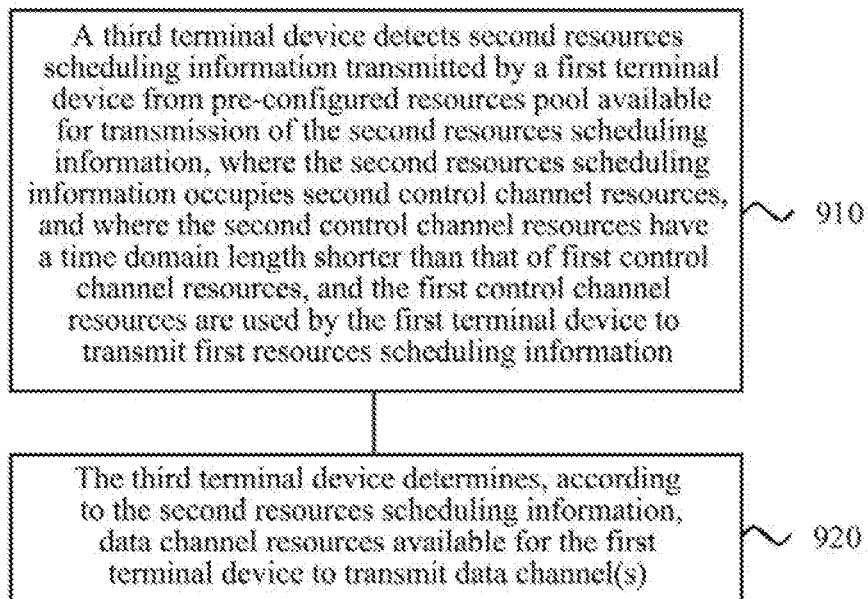 A third terminal device detects second resources
scheduling information transmitted by a first terminal
device from pre-configured resources pool available
for transmission of the second resources scheduling
information, where the second resources scheduling
information occupies second control channel resources,
and where the second control channel resources have
a time domain length shorter than that of first control
channel resources, and the first control channel
resources are used by the first terminal device to
transmit first resources scheduling information
910
The third terminal device determines, according
to the second resources scheduling information,
data channel resources available for the first
terminal device to transmit data channel(s)
920